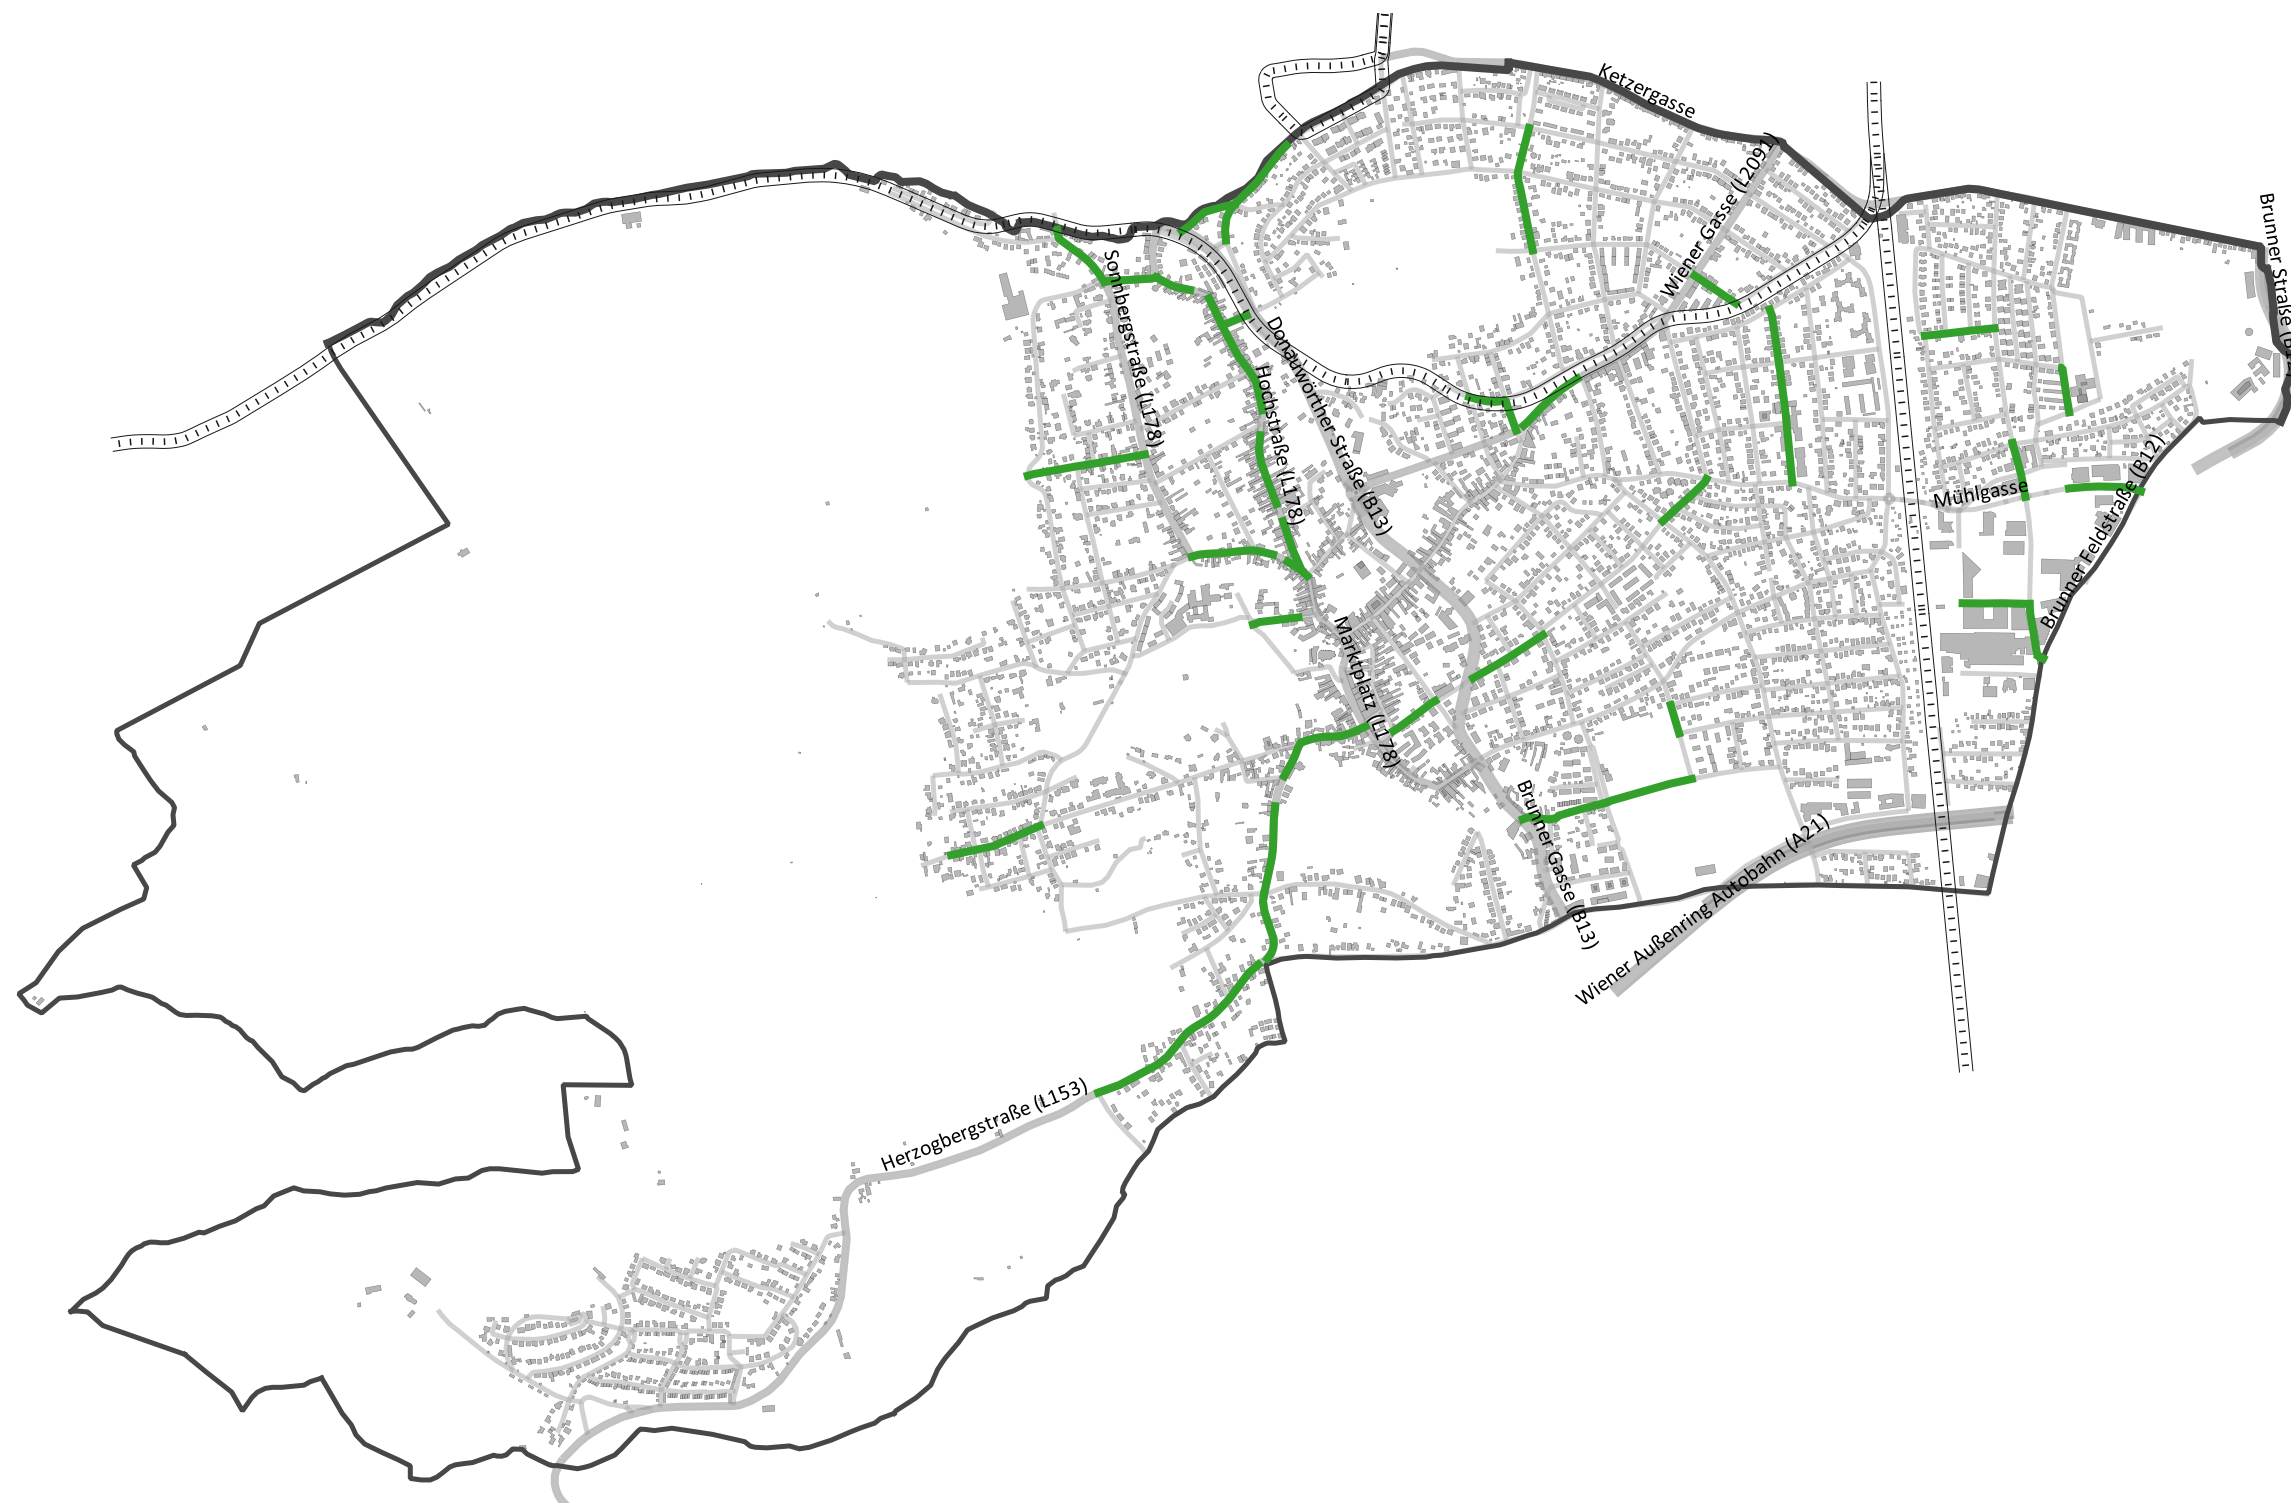 Ketzergasse
Wiener Gasse (L2091)
Brunner Straße (B12)
Sonnbergstraße (L178)
Donauwörther Straße (B13)
Hochstraße (L178)
Mühlgasse
Brunner Feldstraße (B12)
Marktplatz (L178)
Brunner Gasse (B13)
Wiener Außenring Autobahn (A21)
Herzogbergstraße (L153)